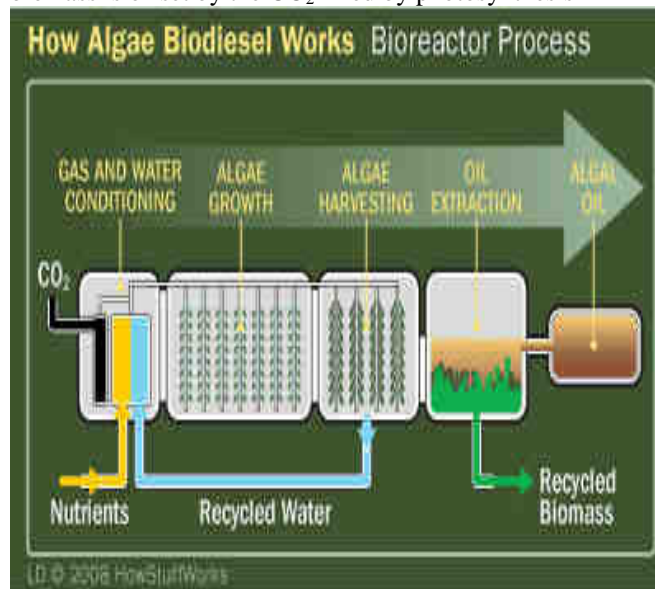 How Algae Biodiesel Works Bioreactor Process
GAS AND WATER
CONDITIONING
ALGAE
GROWTH
ALGAE
HARVESTING
OIL
EXTRACTION
ALGAL
OIL
CO₂
Nutrients
Recycled Water
Recycled
Biomass
© 2008 HowStuffWorks